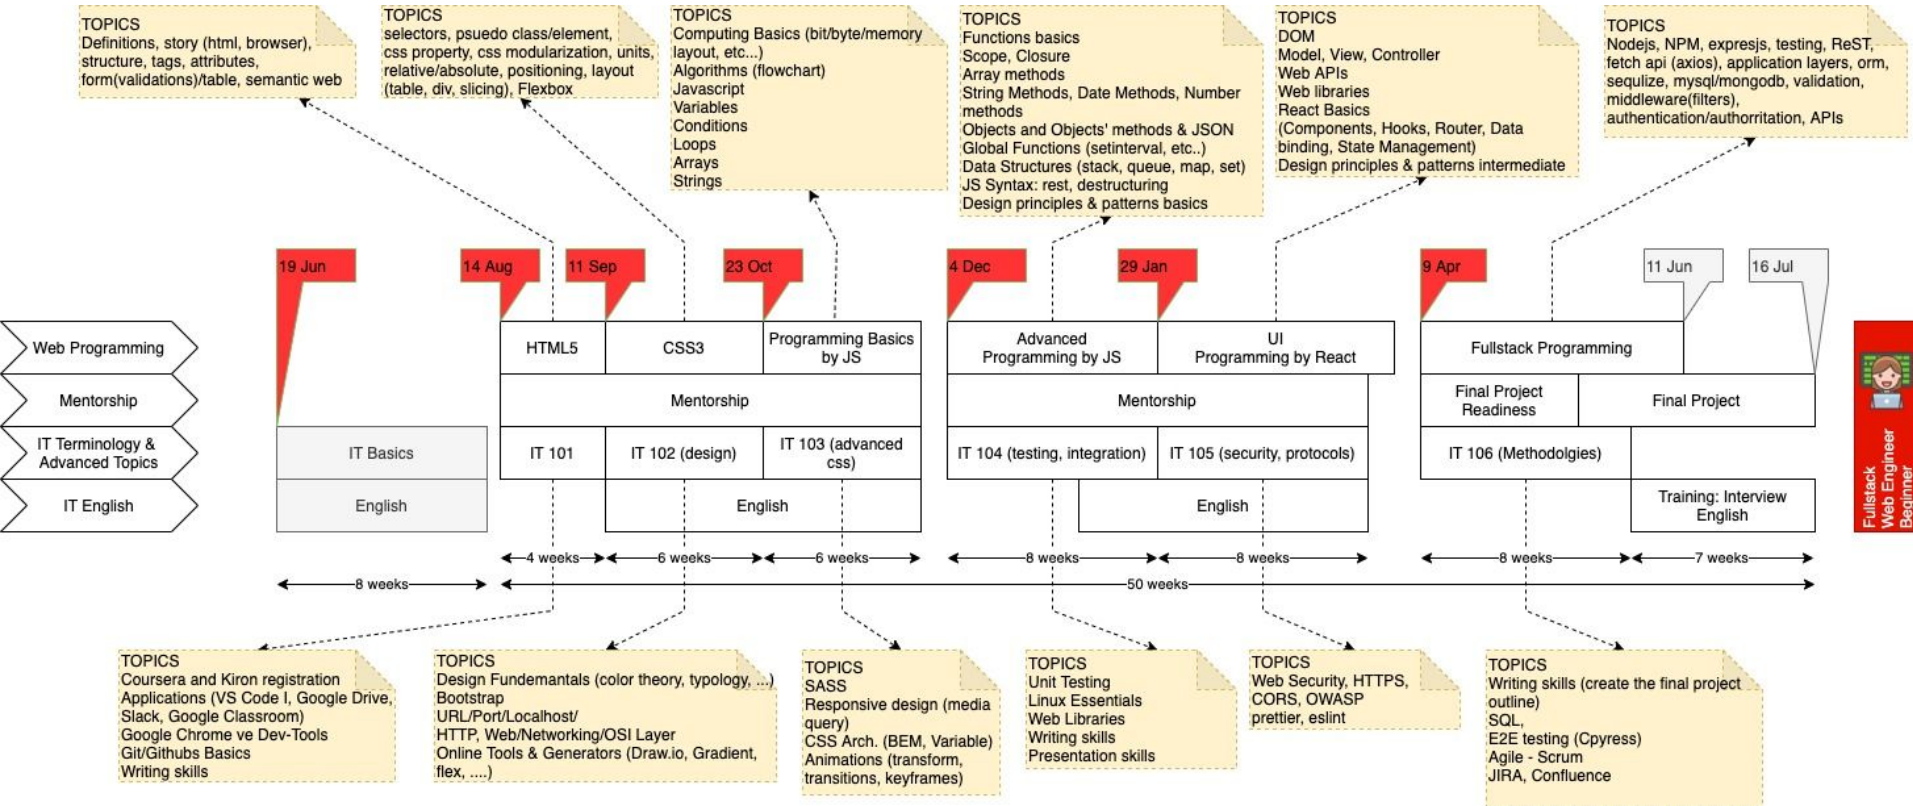 TOPICS
Definitions, story (html, browser),
structure, tags, attributes,
form(validations)/table, semantic web
TOPICS
selectors, psuedo class/element,
css property, css modularization, units,
relative/absolute, positioning, layout
(table, div, slicing), Flexbox
TOPICS
Computing Basics (bit/byte/memory
layout, etc...)
Algorithms (flowchart)
Javascript
Variables
Conditions
Loops
Arrays
Strings
TOPICS
Functions basics
Scope, Closure
Array methods
String Methods, Date Methods, Number
methods
Objects and Objects' methods & JSON
Global Functions (setinterval, etc..)
Data Structures (stack, queue, map, set)
JS Syntax: rest, destructuring
Design principles & patterns basics
TOPICS
DOM
Model, View, Controller
Web APIs
Web libraries
React Basics
(Components, Hooks, Router, Data
binding, State Management)
Design principles & patterns intermediate
TOPICS
Nodejs, NPM, expresjs, testing, ReST,
fetch api (axios), application layers, orm,
sequlize, mysql/mongodb, validation,
middleware(filters),
authentication/authorritation, APIs
19 Jun
14 Aug
11 Sep
23 Oct
4 Dec
29 Jan
9 Apr
11 Jun
16 Jul
Web Programming
HTML5
CSS3
Programming Basics
by JS
Advanced
Programming by JS
UI
Programming by React
Fullstack Programming
Mentorship
Mentorship
Mentorship
Final Project
Readiness
Final Project
IT Terminology &
Advanced Topics
IT Basics
IT 101
IT 102 (design)
IT 103 (advanced
css)
IT 104 (testing, integration)
IT 105 (security, protocols)
IT 106 (Methodolgies)
IT English
English
English
English
Training: Interview
English
Fullstack
Web Engineer
Beginner
4 weeks
6 weeks
6 weeks
8 weeks
8 weeks
8 weeks
7 weeks
8 weeks
50 weeks
TOPICS
Coursera and Kiron registration
Applications (VS Code I, Google Drive,
Slack, Google Classroom)
Google Chrome ve Dev-Tools
Git/Githubs Basics
Writing skills
TOPICS
Design Fundemantals (color theory, typology, ...)
Bootstrap
URL/Port/Localhost/
HTTP, Web/Networking/OSI Layer
Online Tools & Generators (Draw.io, Gradient,
flex, ....)
TOPICS
SASS
Responsive design (media
query)
CSS Arch. (BEM, Variable)
Animations (transform,
transitions, keyframes)
TOPICS
Unit Testing
Linux Essentials
Web Libraries
Writing skills
Presentation skills
TOPICS
Web Security, HTTPS,
CORS, OWASP
prettier, eslint
TOPICS
Writing skills (create the final project
outline)
SQL,
E2E testing (Cpyress)
Agile - Scrum
JIRA, Confluence